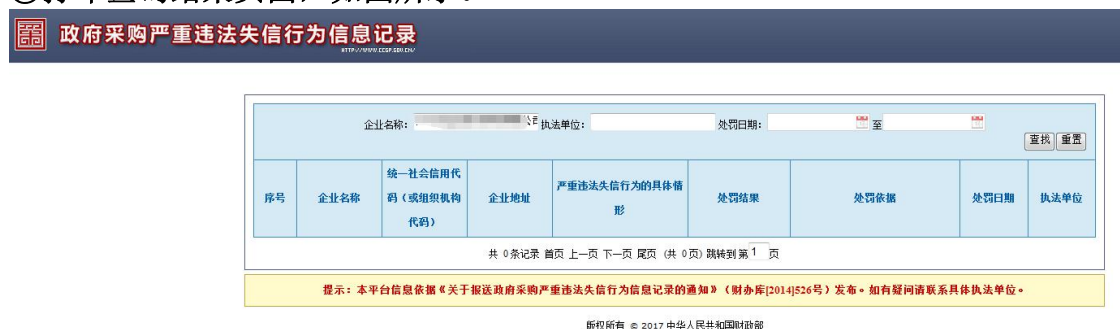 政府采购严重违法失信行为信息记录
HTTP://WWW.CCGP.GOV.CN/
企业名称: 公司 执法单位: 处罚日期: 至
查找 重置
序号 企业名称 统一社会信用代码（或组织机构代码） 企业地址 严重违法失信行为的具体情形 处罚结果 处罚依据 处罚日期 执法单位
共 0条记录 首页 上一页 下一页 尾页 (共 0页) 跳转到第 1 页
提示：本平台信息依据《关于报送政府采购严重违法失信行为信息记录的通知》（财办库[2014]526号）发布。如有疑问请联系具体执法单位。
版权所有 © 2017 中华人民共和国财政部